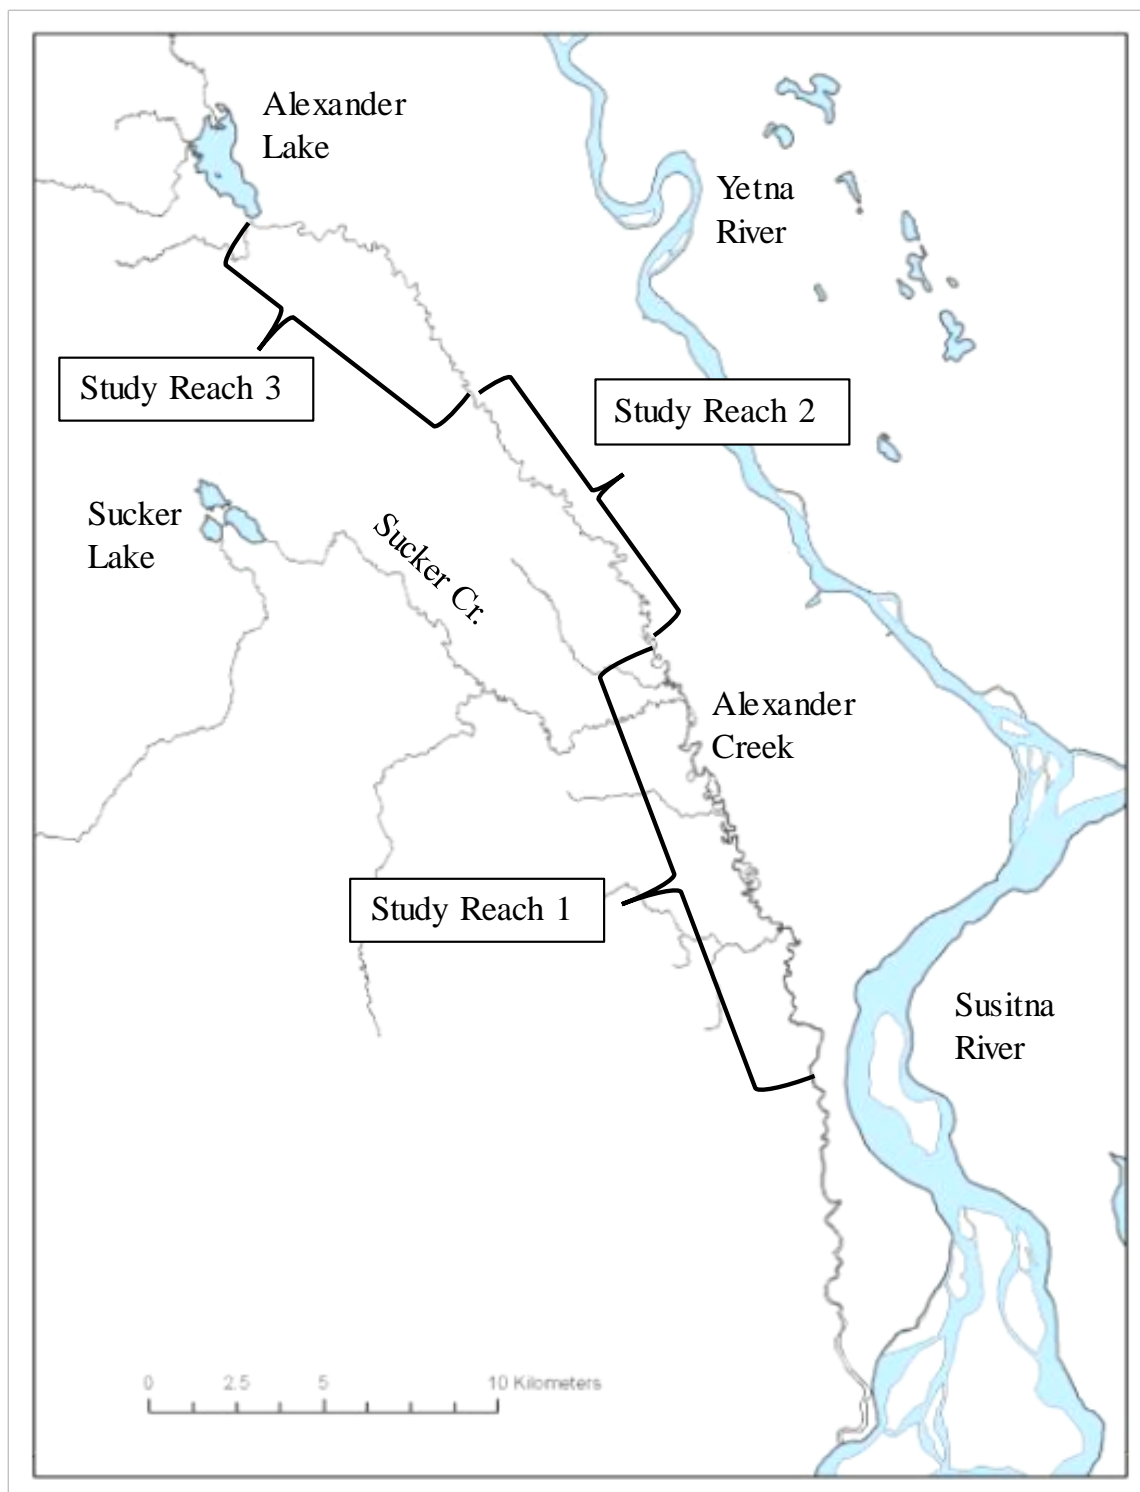 Alexander
Lake
Yetna
River
Study Reach 3
Study Reach 2
Sucker
Lake
Sucker Cr.
Alexander
Creek
Study Reach 1
Susitna
River
0 2.5 5 10 Kilometers